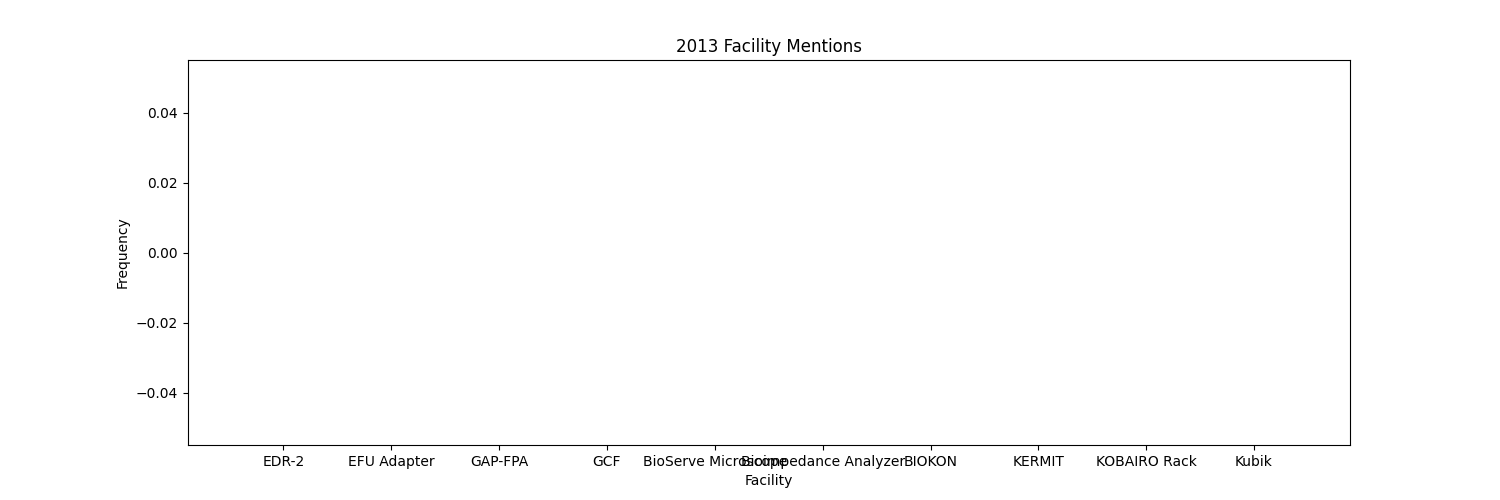 2013 Facility Mentions
0.04
0.02
0.00
−0.02
−0.04
Frequency
EDR-2 EFU Adapter GAP-FPA GCF BioServe Microscope Bioimpedance Analyzer BIOKON KERMIT KOBAIRO Rack Kubik
Facility